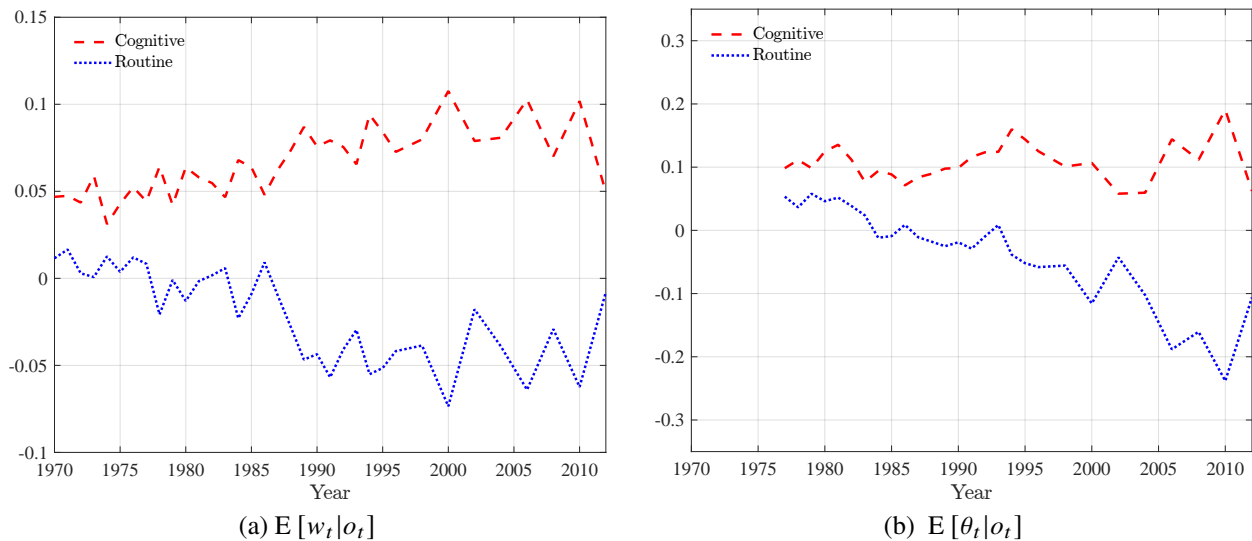 0.15
0.1
0.05
0
-0.05
-0.1
Cognitive
Routine
1970 1975 1980 1985 1990 1995 2000 2005 2010
Year
(a) E [w_t|o_t]
0.3
0.2
0.1
0
-0.1
-0.2
-0.3
Cognitive
Routine
1970 1975 1980 1985 1990 1995 2000 2005 2010
Year
(b) E [θ_t|o_t]